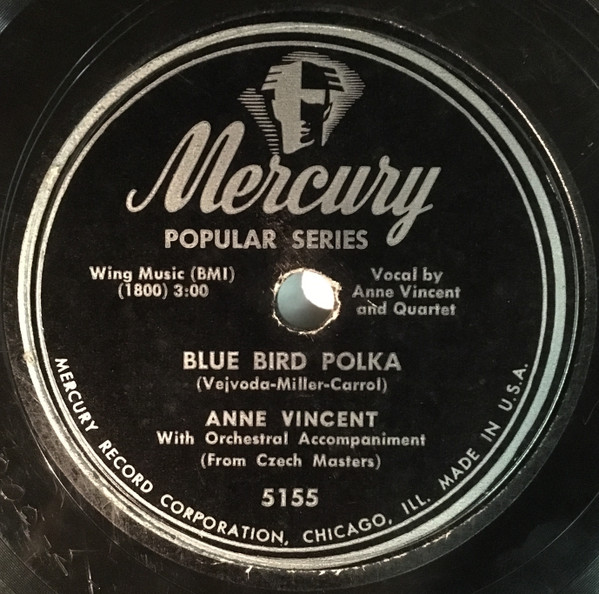 Mercury
POPULAR SERIES
Wing Music (BMI)
(1800) 3:00
Vocal by
Anne Vincent
and Quartet
BLUE BIRD POLKA
(Vejvoda-Miller-Carrol)
ANNE VINCENT
With Orchestral Accompaniment
(From Czech Masters)
5155
MERCURY RECORD CORPORATION, CHICAGO, ILL. MADE IN U.S.A.